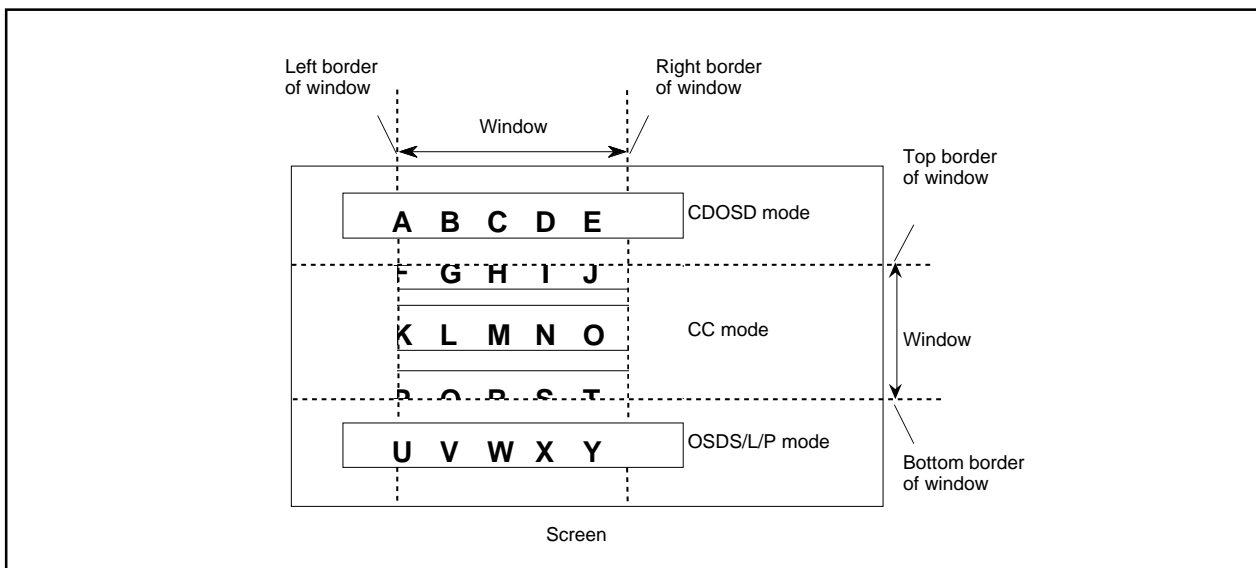 Left border
of window
Right border
of window
Window
Top border
of window
A B C D E
CDOSD mode
F G H I J
K L M N O
CC mode
Window
P Q R S T
U V W X Y
OSDS/L/P mode
Bottom border
of window
Screen